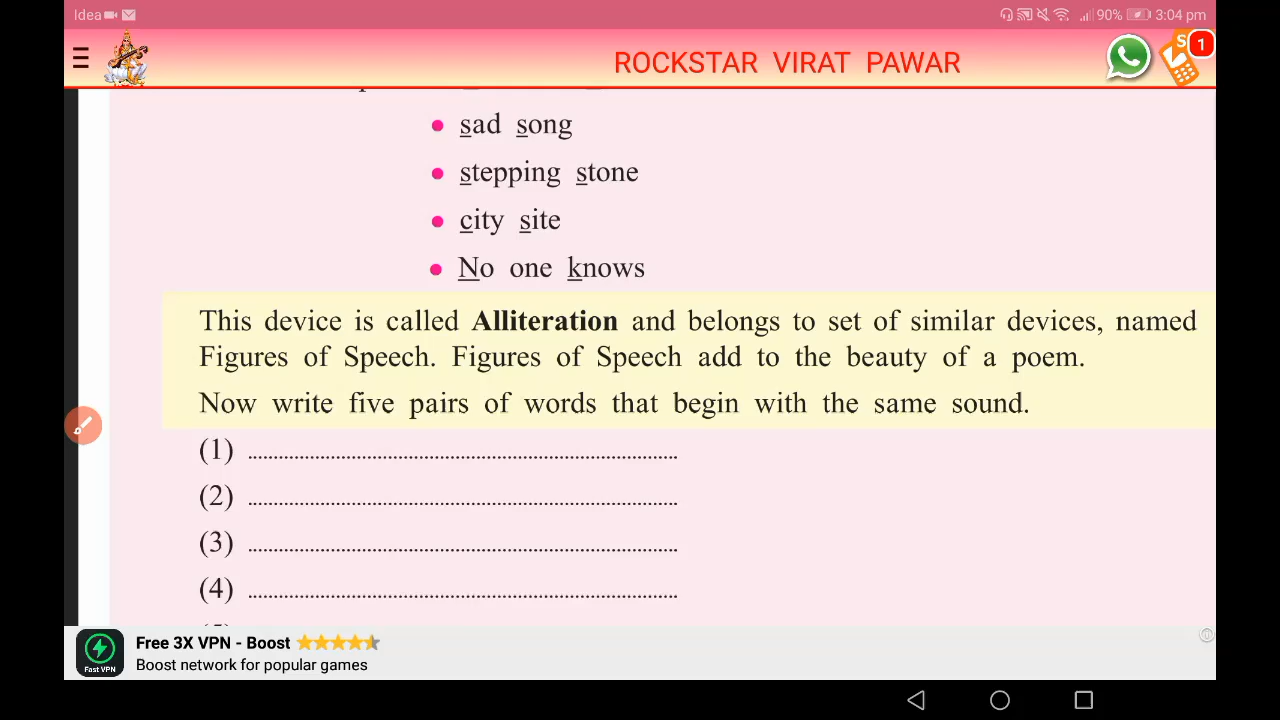 Idea
90% 3:04 pm
ROCKSTAR VIRAT PAWAR
S 1
• sad song
• stepping stone
• city site
• No one knows
This device is called Alliteration and belongs to set of similar devices, named
Figures of Speech. Figures of Speech add to the beauty of a poem.
Now write five pairs of words that begin with the same sound.
(1) ....................................................................................
(2) ....................................................................................
(3) ....................................................................................
(4) ....................................................................................
Free 3X VPN - Boost
Fast VPN
Boost network for popular games